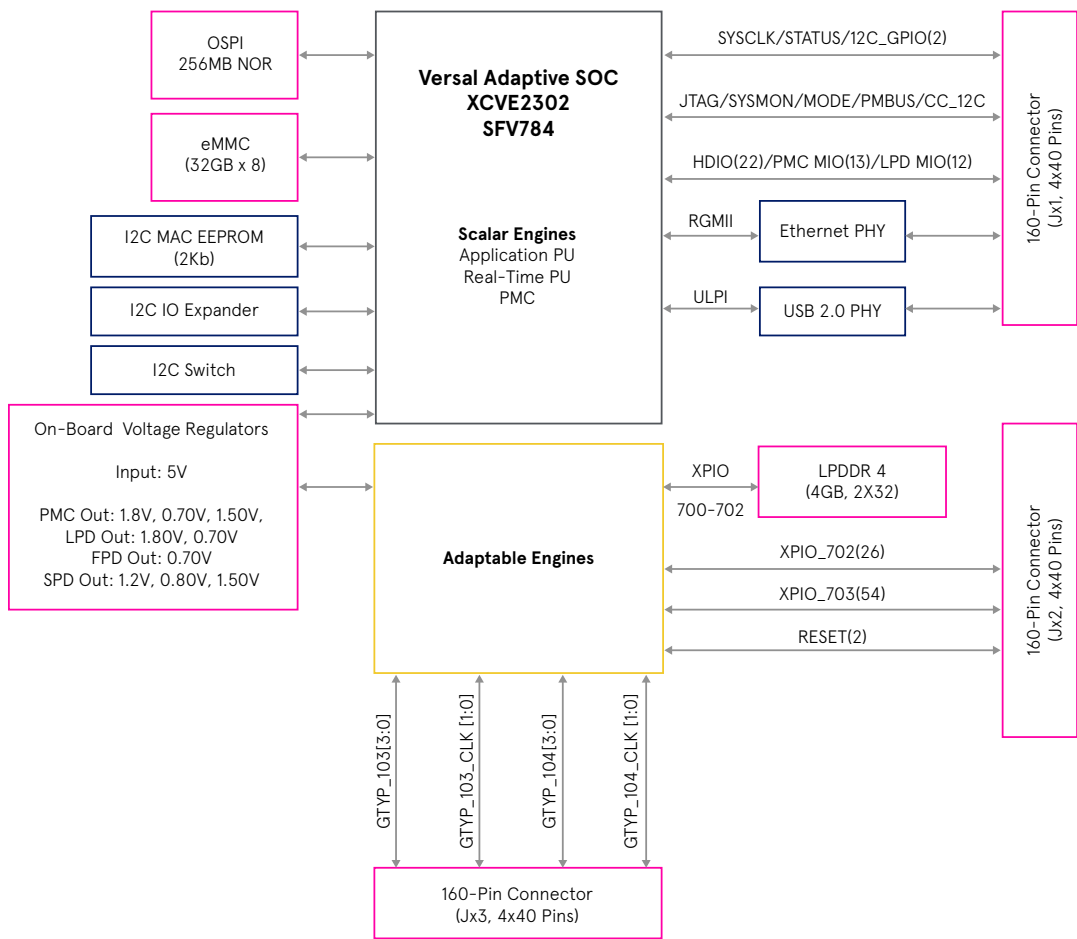 OSPI
256MB NOR
eMMC
(32GB x 8)
I2C MAC EEPROM
(2Kb)
I2C IO Expander
I2C Switch
On-Board Voltage Regulators
Input: 5V
PMC Out: 1.8V, 0.70V, 1.50V,
LPD Out: 1.80V, 0.70V
FPD Out: 0.70V
SPD Out: 1.2V, 0.80V, 1.50V
Versal Adaptive SOC
XCVE2302
SFV784
Scalar Engines
Application PU
Real-Time PU
PMC
SYSCLK/STATUS/12C_GPIO(2)
JTAG/SYSMON/MODE/PMBUS/CC_12C
HDIO(22)/PMC MIO(13)/LPD MIO(12)
RGMII
Ethernet PHY
ULPI
USB 2.0 PHY
160-Pin Connector
(Jx1, 4x40 Pins)
Adaptable Engines
XPIO
700-702
LPDDR 4
(4GB, 2X32)
XPIO_702(26)
XPIO_703(54)
RESET(2)
160-Pin Connector
(Jx2, 4x40 Pins)
GTYP_103[3:0]
GTYP_103_CLK [1:0]
GTYP_104[3:0]
GTYP_104_CLK [1:0]
160-Pin Connector
(Jx3, 4x40 Pins)